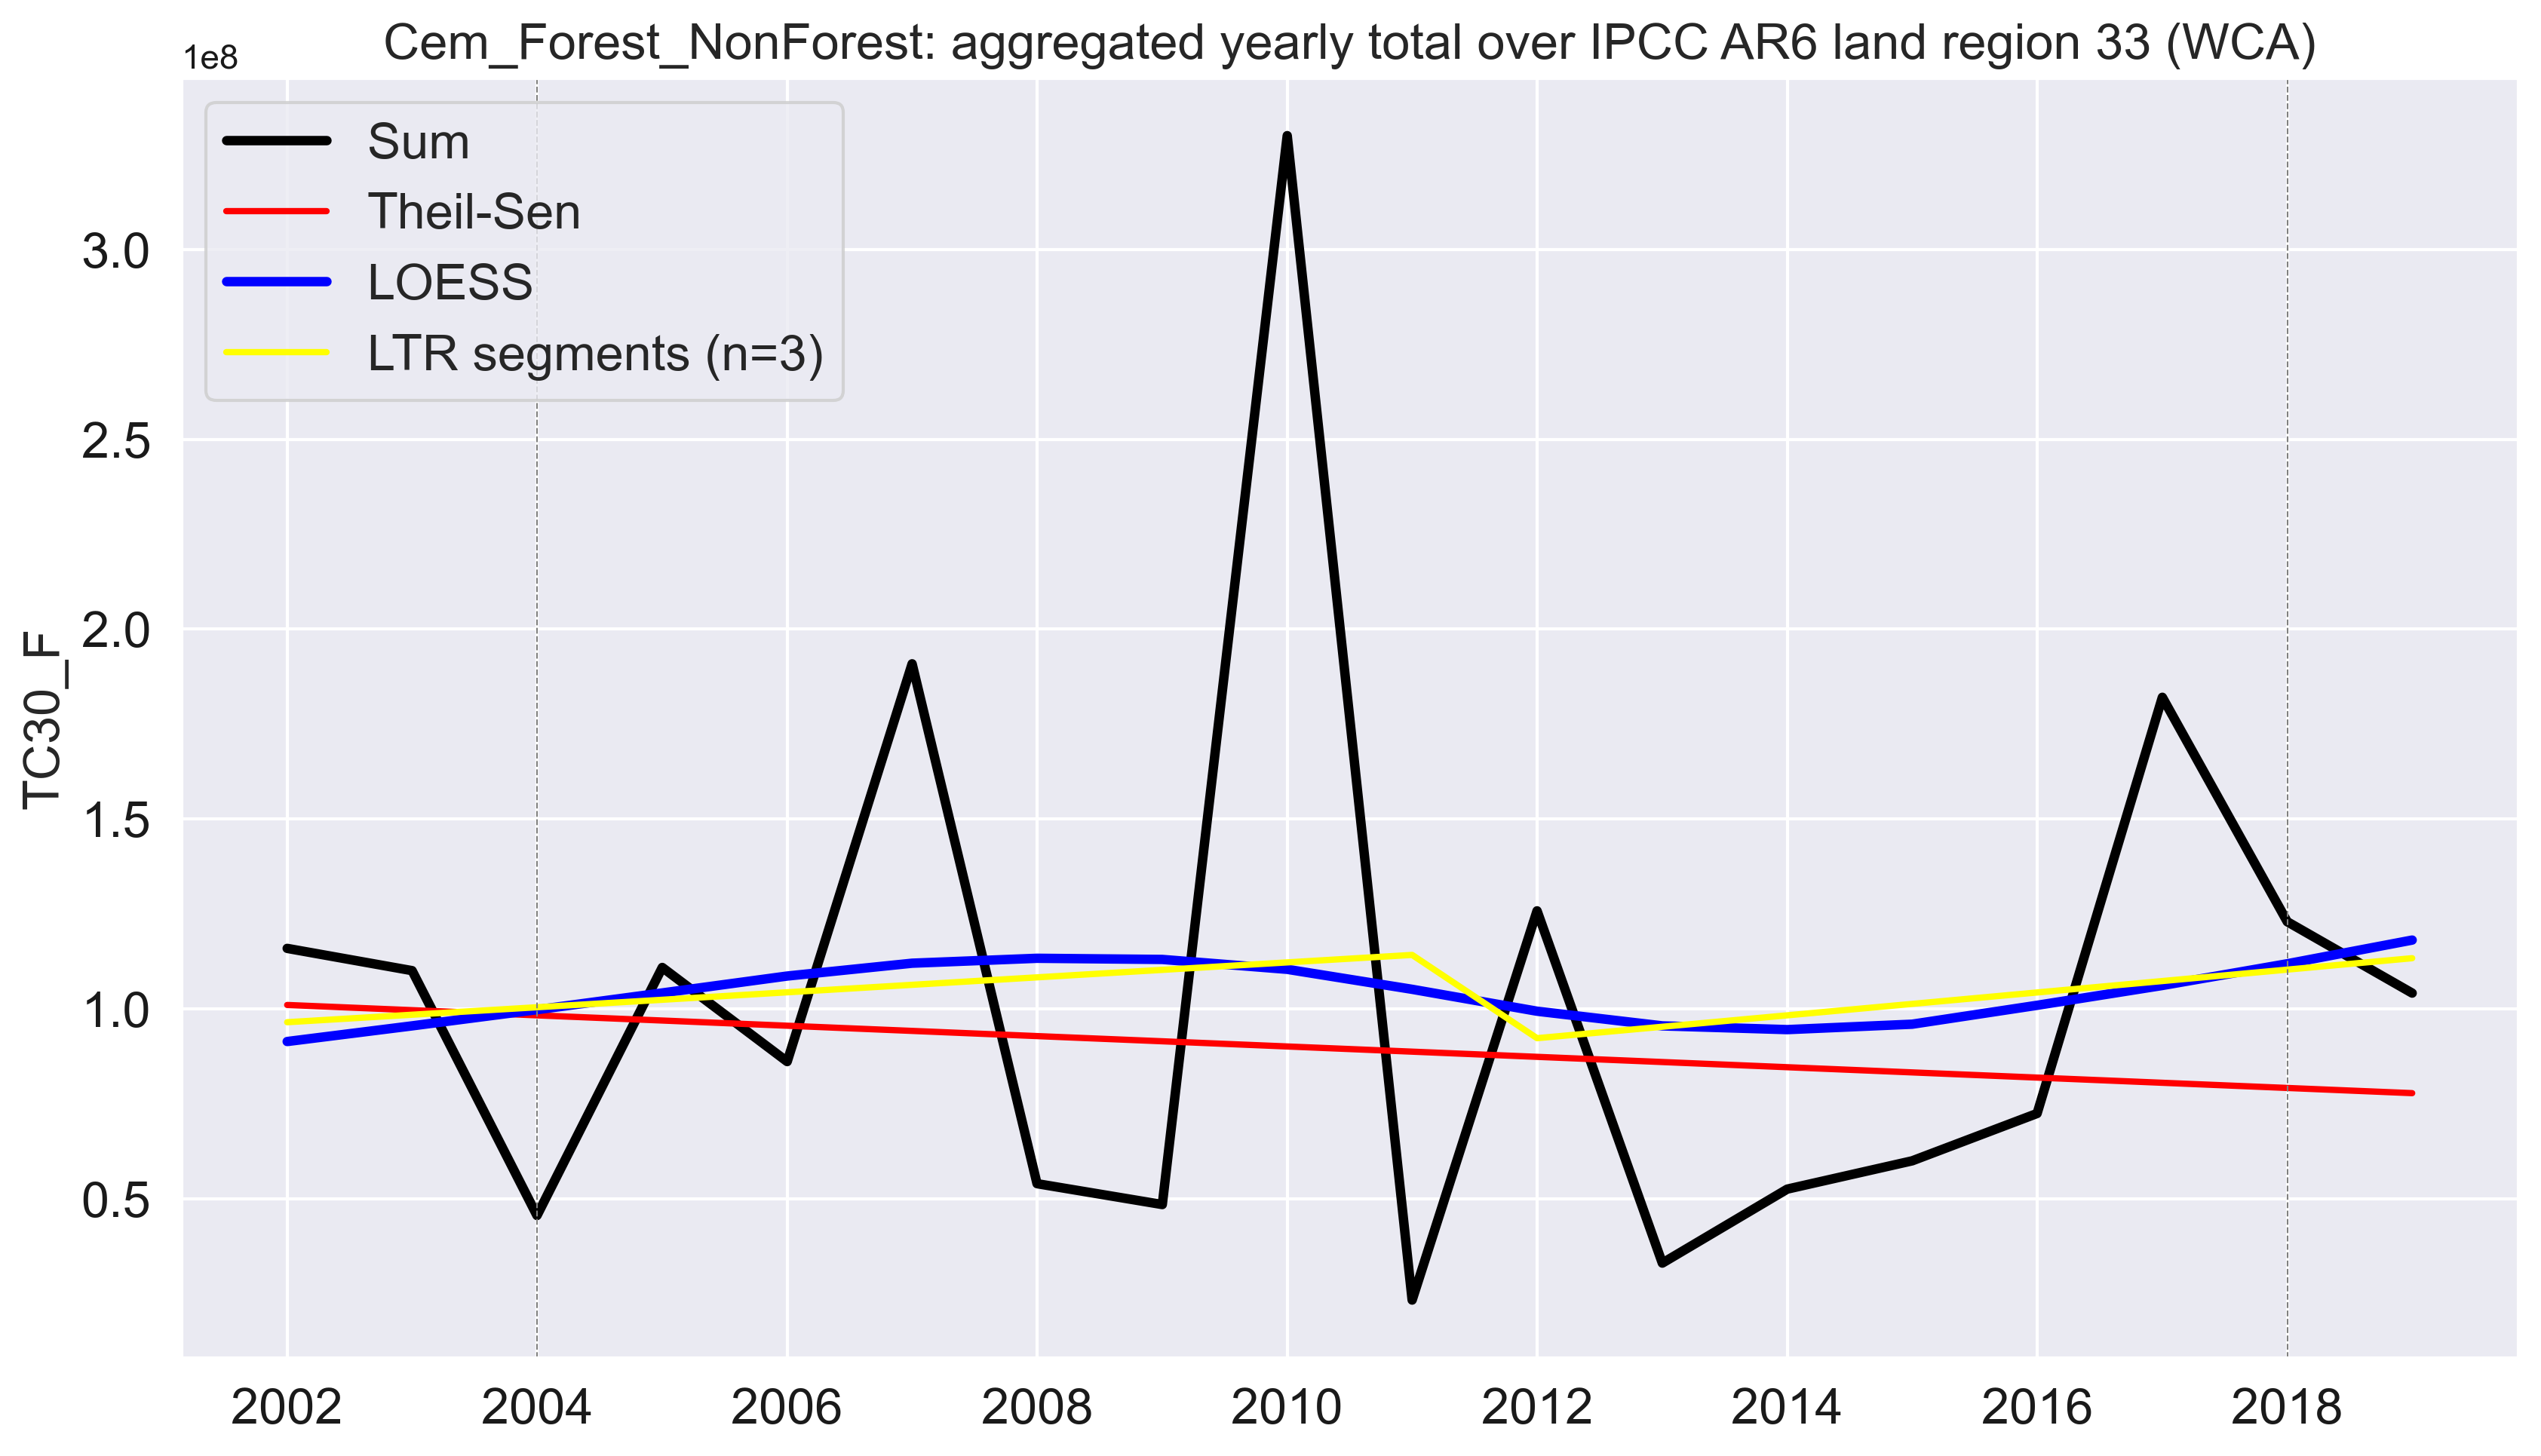 Cem_Forest_NonForest: aggregated yearly total over IPCC AR6 land region 33 (WCA)
1e8
Sum
Theil-Sen
LOESS
LTR segments (n=3)
3.0
2.5
2.0
1.5
1.0
0.5
TC30_F
2002 2004 2006 2008 2010 2012 2014 2016 2018